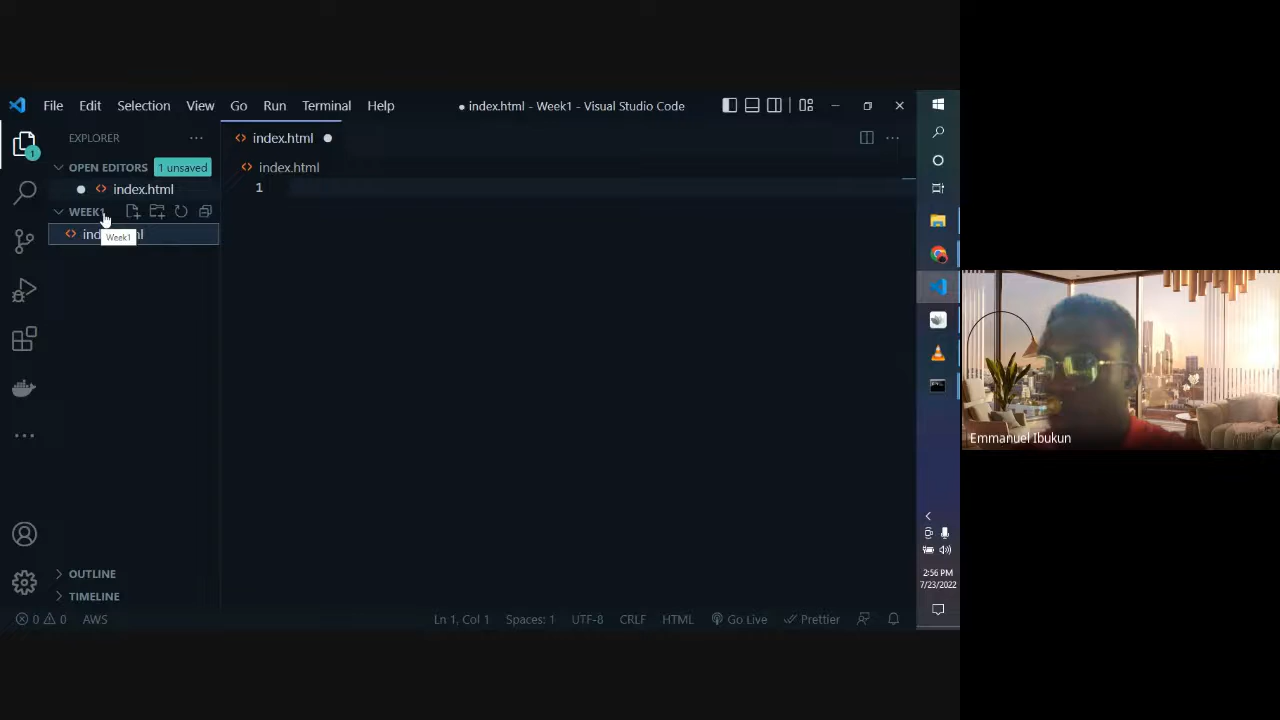 File Edit Selection View Go Run Terminal Help
● index.html - Week1 - Visual Studio Code
EXPLORER
index.html
OPEN EDITORS 1 unsaved
index.html
index.html
1
1
WEEK1
Week1
Emmanuel Ibukun
OUTLINE
2:56 PM
7/23/2022
TIMELINE
0 0 AWS
Ln 1, Col 1 Spaces: 1 UTF-8 CRLF HTML Go Live Prettier